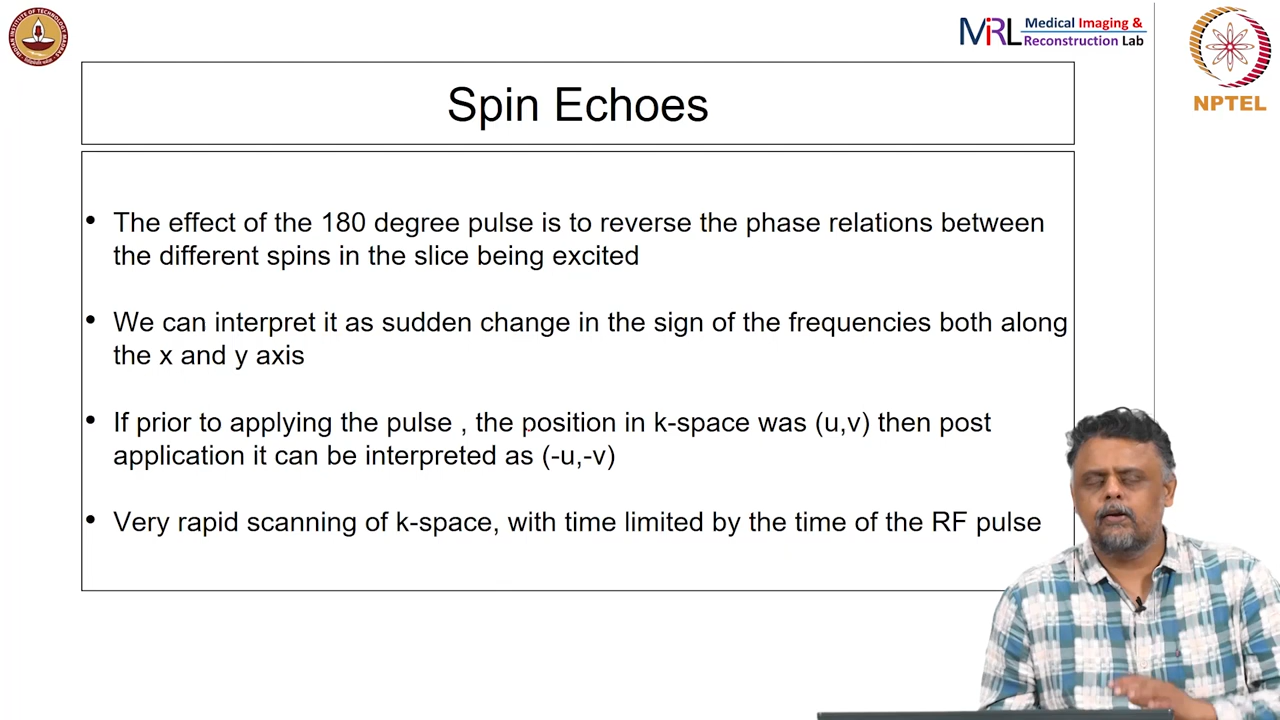 Medical Imaging &
MiRL Reconstruction Lab
NPTEL
Spin Echoes
• The effect of the 180 degree pulse is to reverse the phase relations between
the different spins in the slice being excited
• We can interpret it as sudden change in the sign of the frequencies both along
the x and y axis
• If prior to applying the pulse , the position in k-space was (u,v) then post
application it can be interpreted as (-u,-v)
• Very rapid scanning of k-space, with time limited by the time of the RF pulse